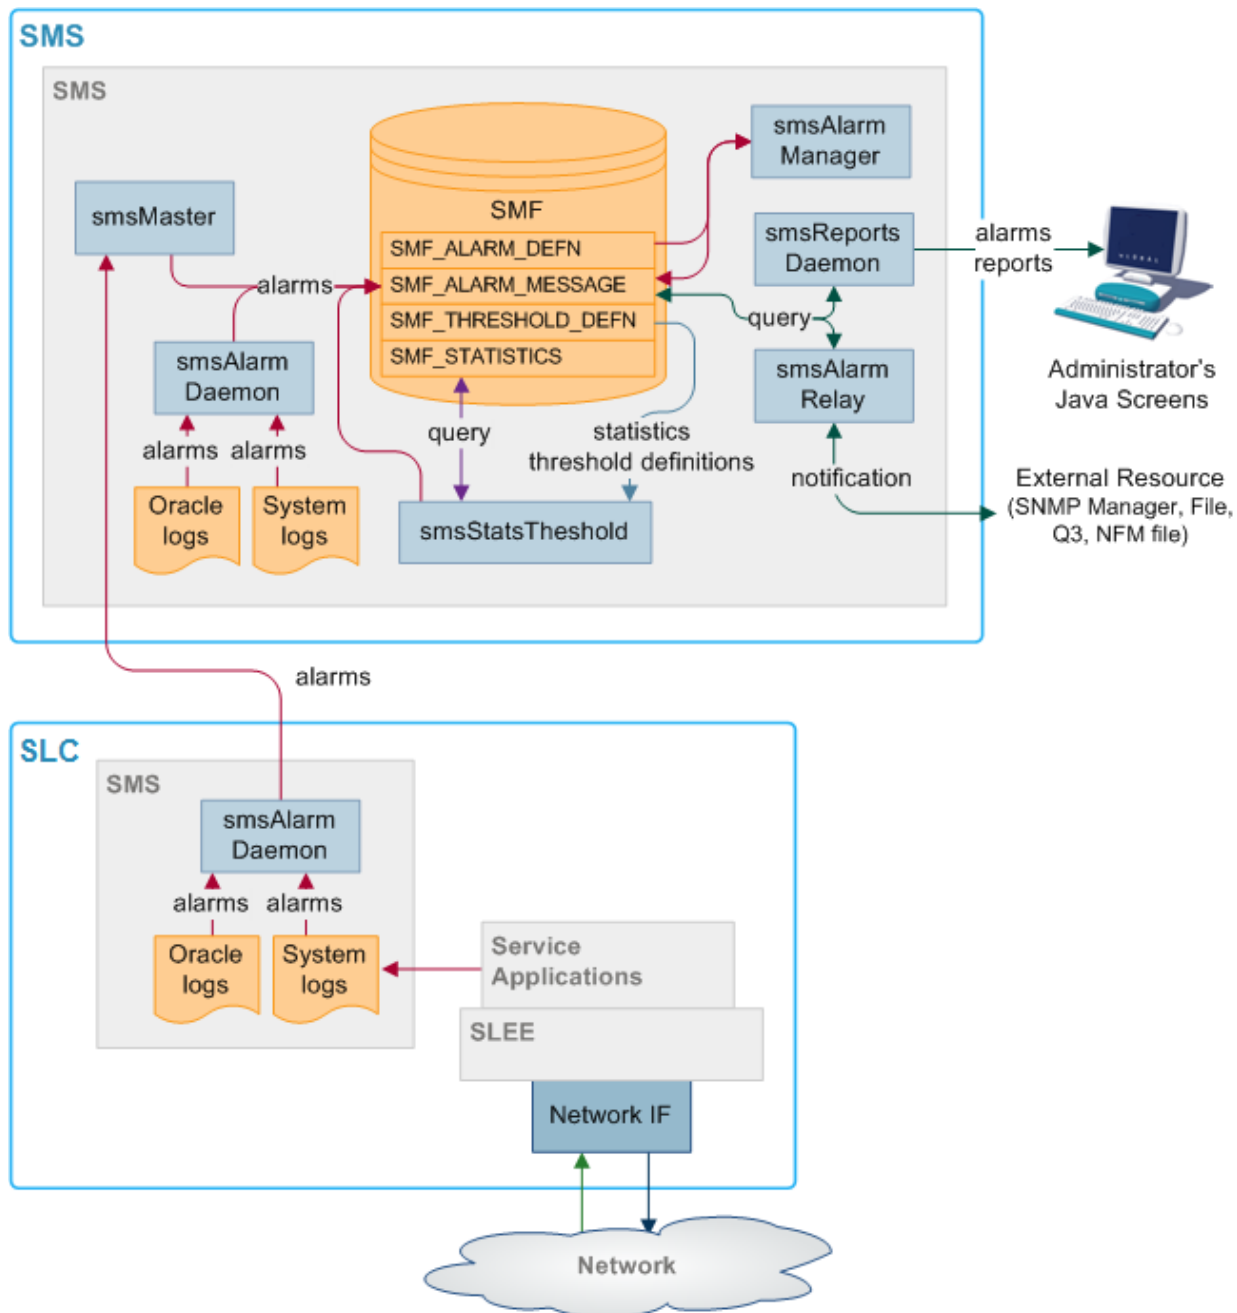 SMS
SMS
smsAlarm
Manager
smsMaster
SMF
smsReports
Daemon
alarms
reports
SMF_ALARM_DEFN
SMF_ALARM_MESSAGE
SMF_THRESHOLD_DEFN
SMF_STATISTICS
alarms
query
smsAlarm
Daemon
smsAlarm
Relay
Administrator's
Java Screens
alarms
alarms
query
statistics
threshold definitions
notification
External Resource
(SNMP Manager, File,
Q3, NFM file)
Oracle
logs
System
logs
smsStatsTheshold
alarms
SLC
SMS
smsAlarm
Daemon
alarms
alarms
Oracle
logs
System
logs
Service
Applications
SLEE
Network IF
Network